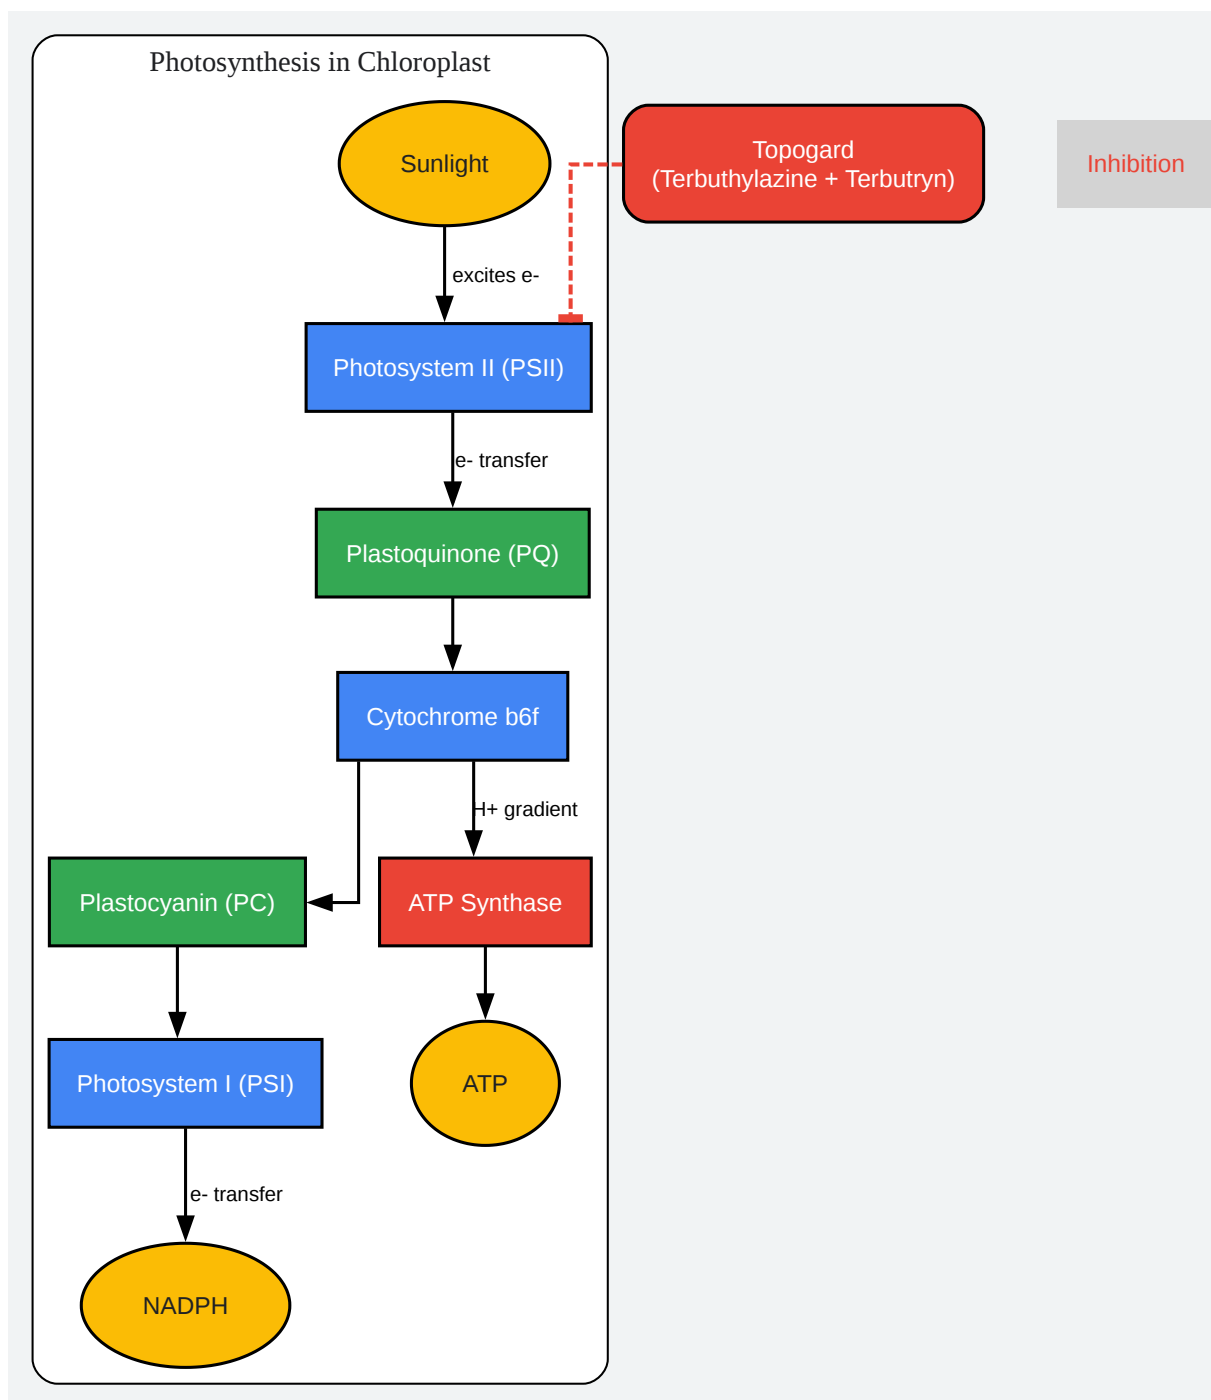 Photosynthesis in Chloroplast
Sunlight
Topogard
(Terbuthylazine + Terbutryn)
Inhibition
excites e-
Photosystem II (PSII)
e- transfer
Plastoquinone (PQ)
Cytochrome b6f
H+ gradient
Plastocyanin (PC)
ATP Synthase
Photosystem I (PSI)
ATP
e- transfer
NADPH